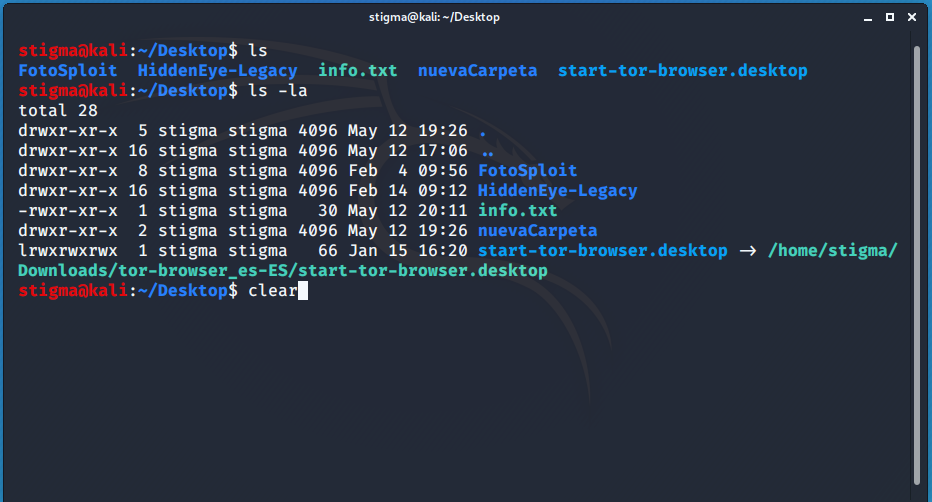 stigma@kali: ~/Desktop
stigma@kali:~/Desktop$ ls
FotoSploit  HiddenEye-Legacy  info.txt  nuevaCarpeta  start-tor-browser.desktop
stigma@kali:~/Desktop$ ls -la
total 28
drwxr-xr-x  5 stigma stigma 4096 May 12 19:26 .
drwxr-xr-x 16 stigma stigma 4096 May 12 17:06 ..
drwxr-xr-x  8 stigma stigma 4096 Feb  4 09:56 FotoSploit
drwxr-xr-x 16 stigma stigma 4096 Feb 14 09:12 HiddenEye-Legacy
-rwxr-xr-x  1 stigma stigma   30 May 12 20:11 info.txt
drwxr-xr-x  2 stigma stigma 4096 May 12 19:26 nuevaCarpeta
lrwxrwxrwx  1 stigma stigma   66 Jan 15 16:20 start-tor-browser.desktop -> /home/stigma/
Downloads/tor-browser_es-ES/start-tor-browser.desktop
stigma@kali:~/Desktop$ clear